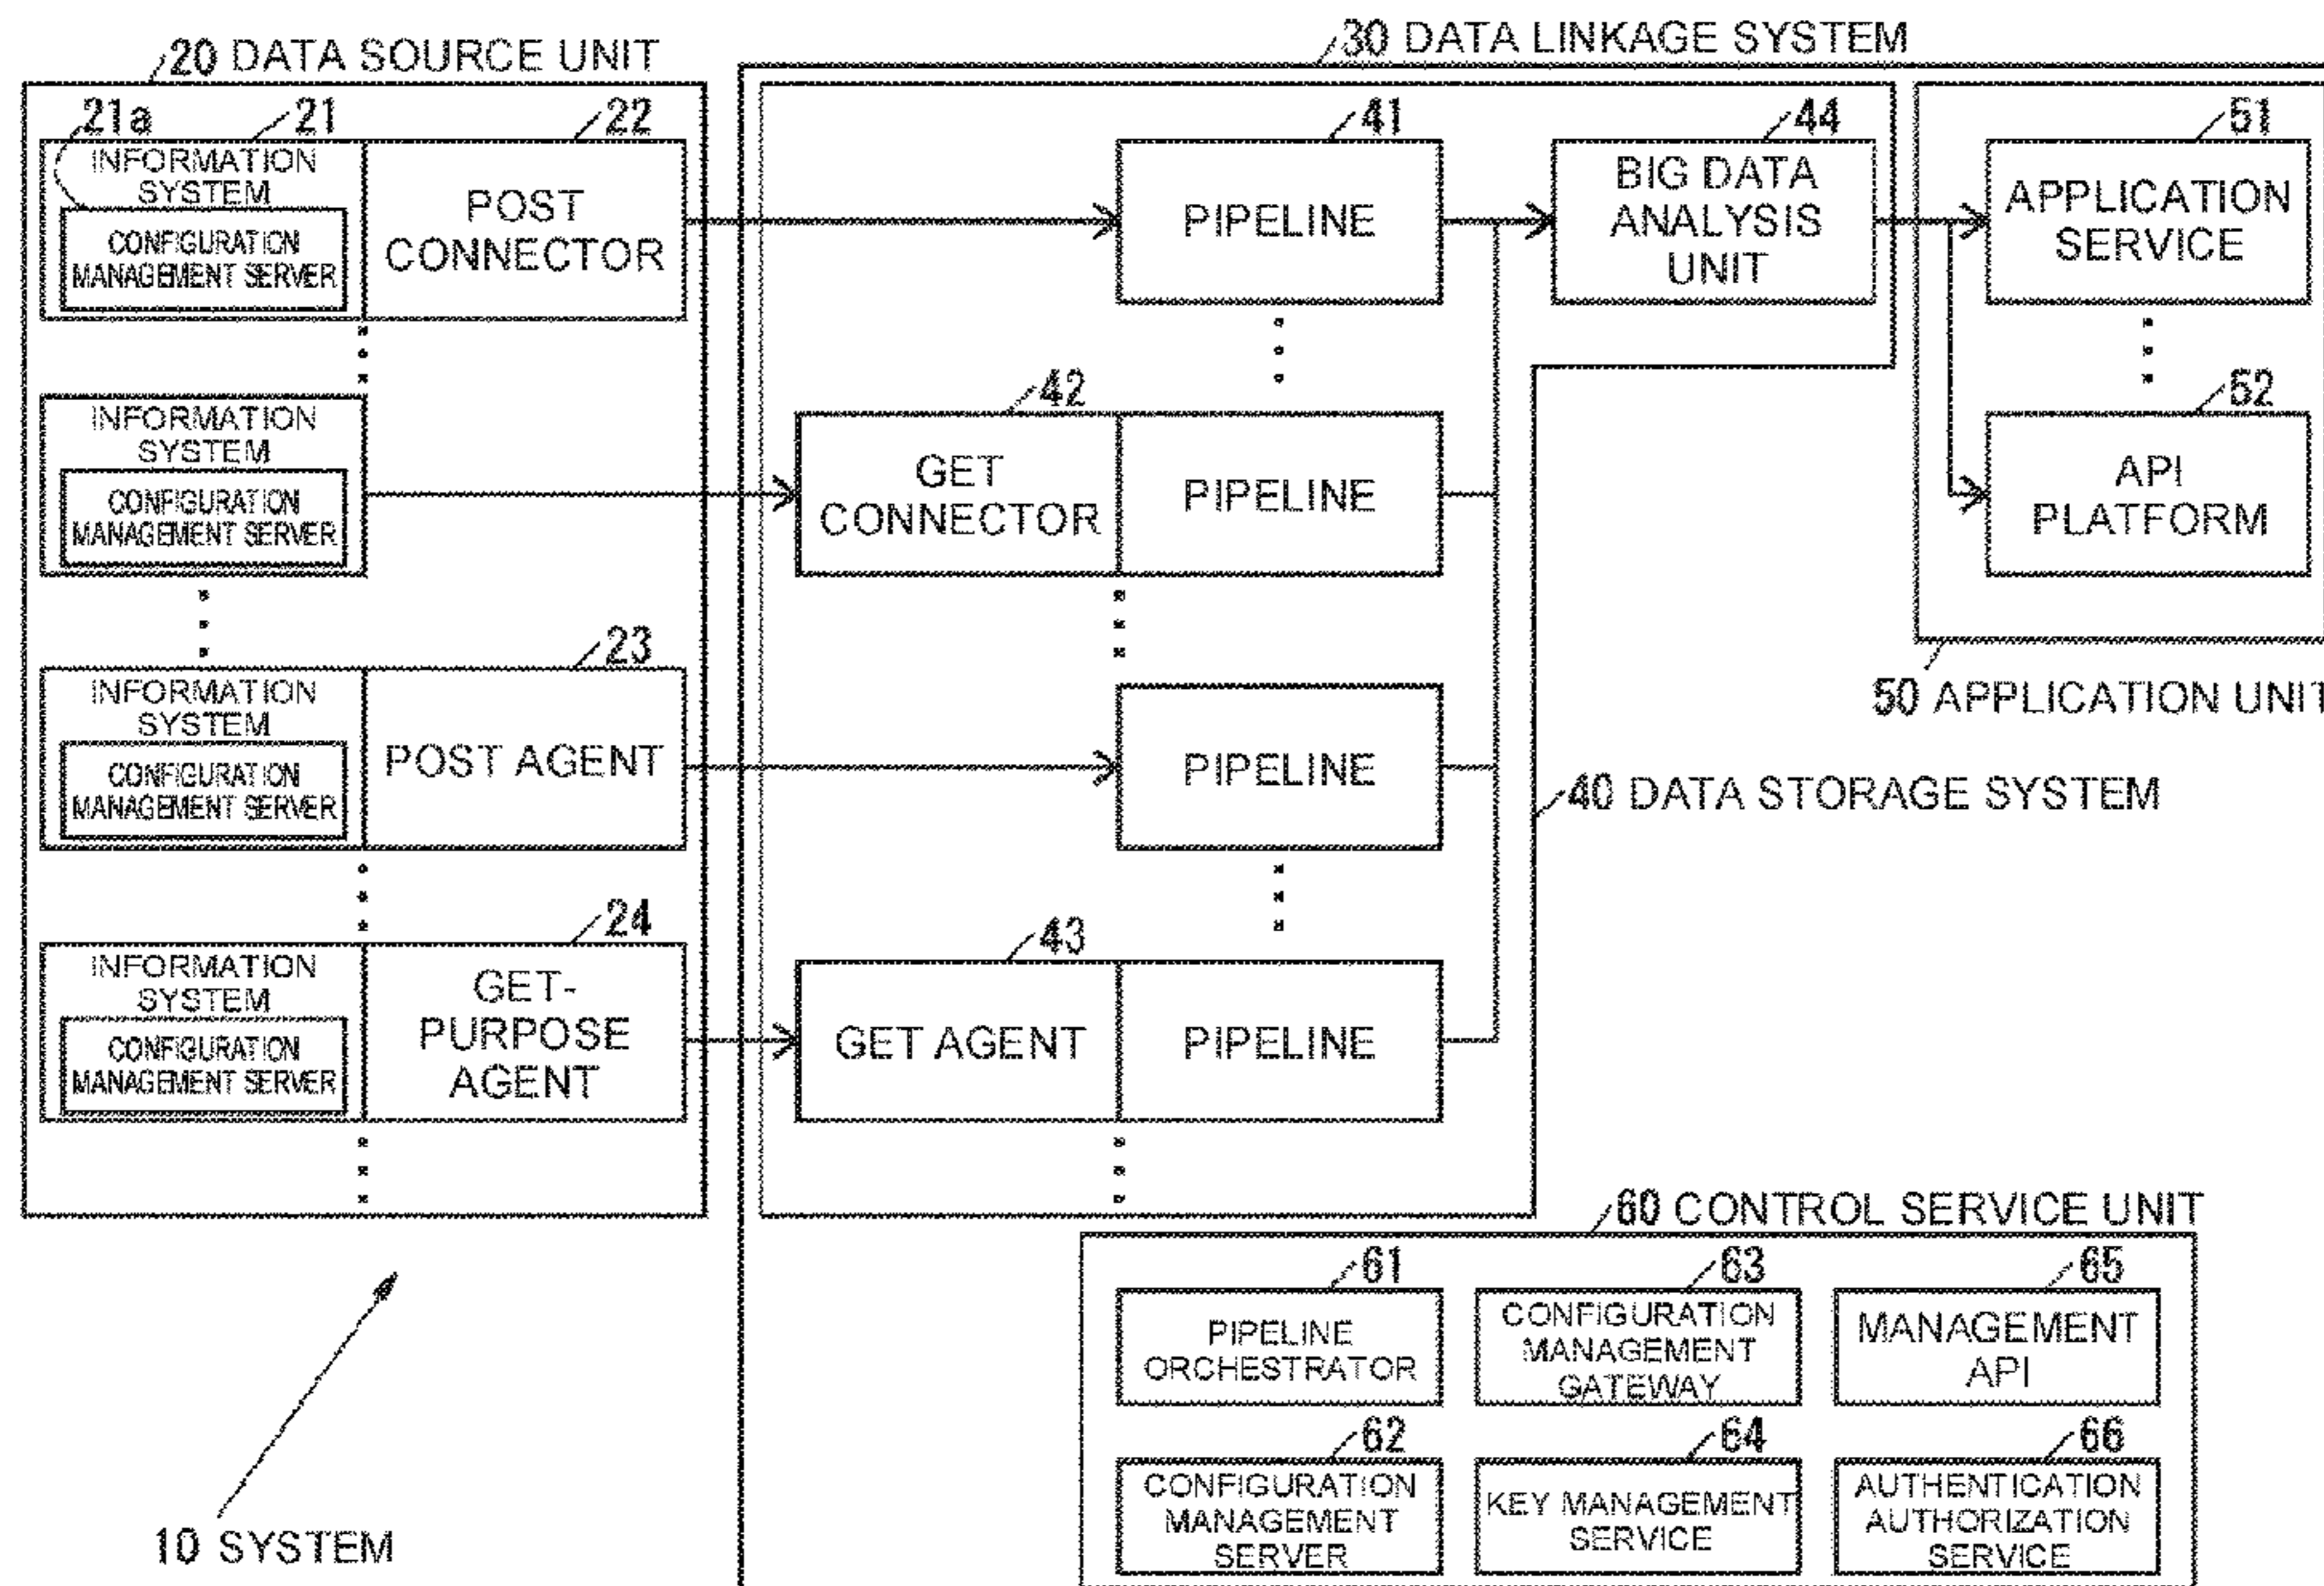 30 DATA LINKAGE SYSTEM
20 DATA SOURCE UNIT
21a
21
22
41
44
51
INFORMATION
SYSTEM
CONFIGURATION
MANAGEMENT SERVER
POST
CONNECTOR
PIPELINE
BIG DATA
ANALYSIS
UNIT
APPLICATION
SERVICE
42
52
INFORMATION
SYSTEM
CONFIGURATION
MANAGEMENT SERVER
GET
CONNECTOR
PIPELINE
API
PLATFORM
23
INFORMATION
SYSTEM
CONFIGURATION
MANAGEMENT SERVER
POST AGENT
PIPELINE
50 APPLICATION UNIT
40 DATA STORAGE SYSTEM
24
43
INFORMATION
SYSTEM
CONFIGURATION
MANAGEMENT SERVER
GET-
PURPOSE
AGENT
GET AGENT
PIPELINE
60 CONTROL SERVICE UNIT
61
63
65
PIPELINE
ORCHESTRATOR
CONFIGURATION
MANAGEMENT
GATEWAY
MANAGEMENT
API
62
64
66
CONFIGURATION
MANAGEMENT
SERVER
KEY MANAGEMENT
SERVICE
AUTHENTICATION
AUTHORIZATION
SERVICE
10 SYSTEM